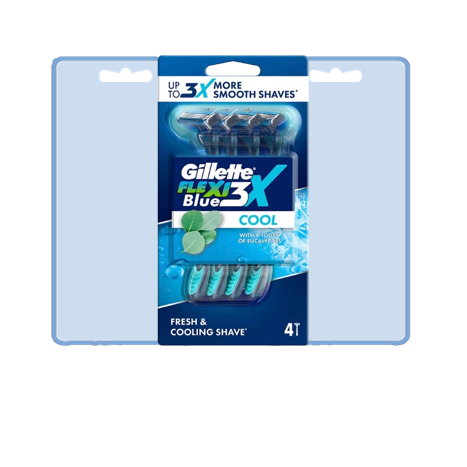 UP TO 3X MORE
SMOOTH SHAVES*
Gillette®
FLEXI
Blue 3X
COOL
WITH A TOUCH
OF EUCALYPTUS
FRESH &
COOLING SHAVE*
4